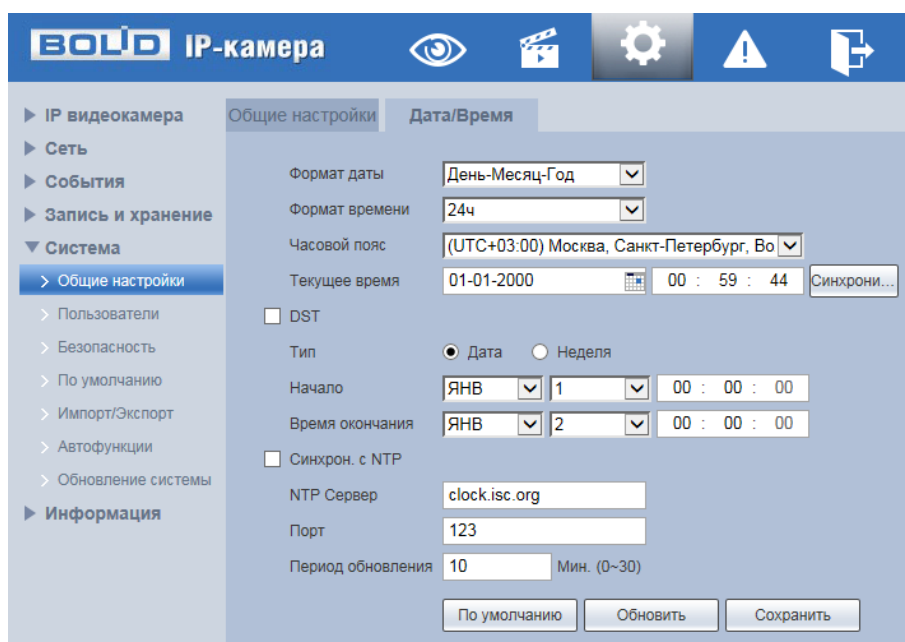 BOLID IP-камера
IP видеокамера
Сеть
События
Запись и хранение
Система
Общие настройки
Пользователи
Безопасность
По умолчанию
Импорт/Экспорт
Автофункции
Обновление системы
Информация
Общие настройки Дата/Время
Формат даты День-Месяц-Год
Формат времени 24ч
Часовой пояс (UTC+03:00) Москва, Санкт-Петербург, Во
Текущее время 01-01-2000 00 : 59 : 44 Синхрони...
DST
Тип Дата Неделя
Начало ЯНВ 1 00 : 00 : 00
Время окончания ЯНВ 2 00 : 00 : 00
Синхрон. с NTP
NTP Сервер clock.isc.org
Порт 123
Период обновления 10 Мин. (0~30)
По умолчанию Обновить Сохранить